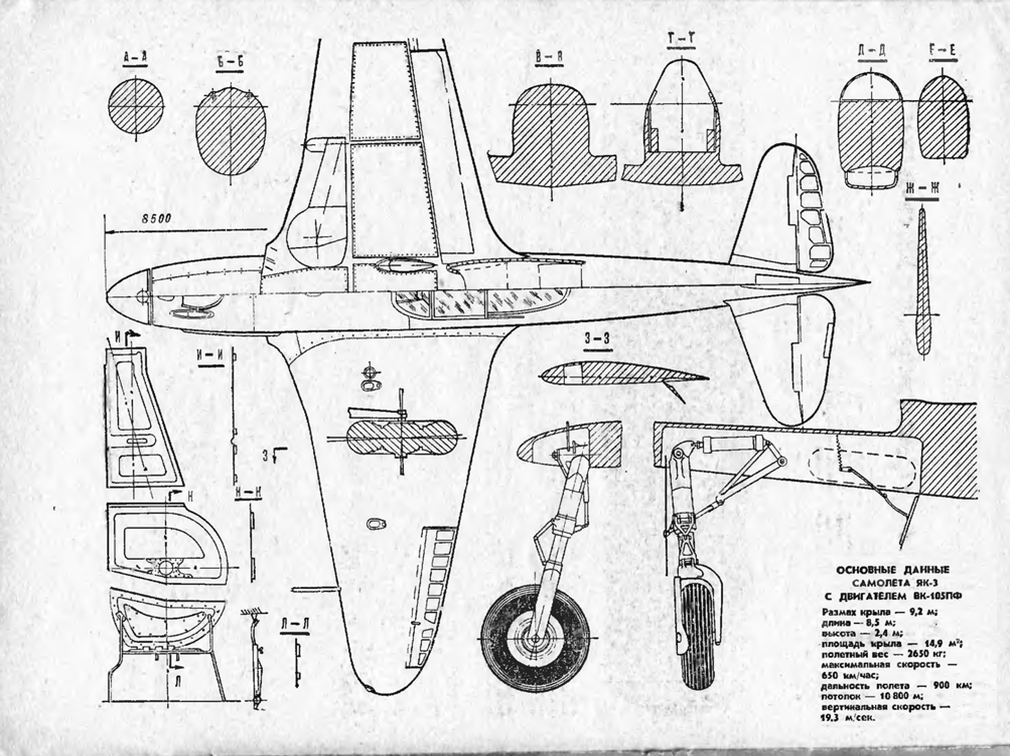 А-А
Б-Б
В-В
Г-Г
Д-Д
Е-Е
Ж-Ж
8500
И
И-И
З-З
З
И
Н-Н
Л-Л
Л
ОСНОВНЫЕ ДАННЫЕ
САМОЛЕТА ЯК-3
С ДВИГАТЕЛЕМ ВК-105ПФ
Размах крыла — 9,2 м;
длина — 8,5 м;
высота — 2,4 м;
площадь крыла — 14,9 м²;
полетный вес — 2650 кг;
максимальная скорость —
650 км/час;
дальность полета — 900 км;
потолок — 10 800 м;
вертикальная скорость —
19,3 м/сек.